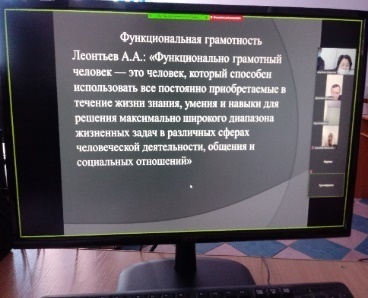 Функциональная грамотность
Леонтьев А.А.: «Функционально грамотный
человек — это человек, который способен
использовать все постоянно приобретаемые в
течение жизни знания, умения и навыки для
решения максимально широкого диапазона
жизненных задач в различных сферах
человеческой деятельности, общения и
социальных отношений»